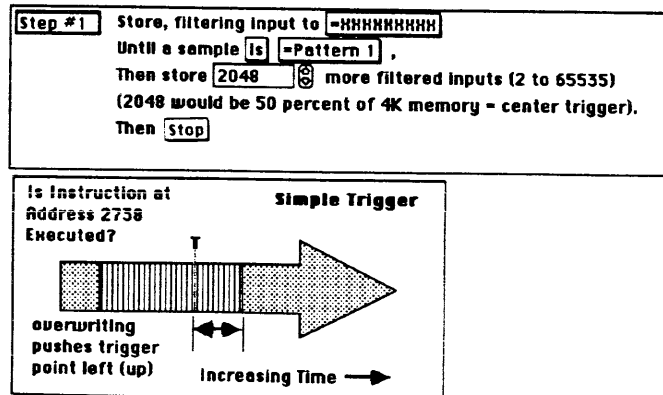 Step #1 Store, filtering input to =XXXXXXXXX
Until a sample Is =Pattern 1 ,
Then store 2048 more filtered inputs (2 to 65535)
(2048 would be 50 percent of 4K memory = center trigger).
Then Stop
Is Instruction at
Address 2738
Executed?
Simple Trigger
T
overwriting
pushes trigger
point left (up)
Increasing Time